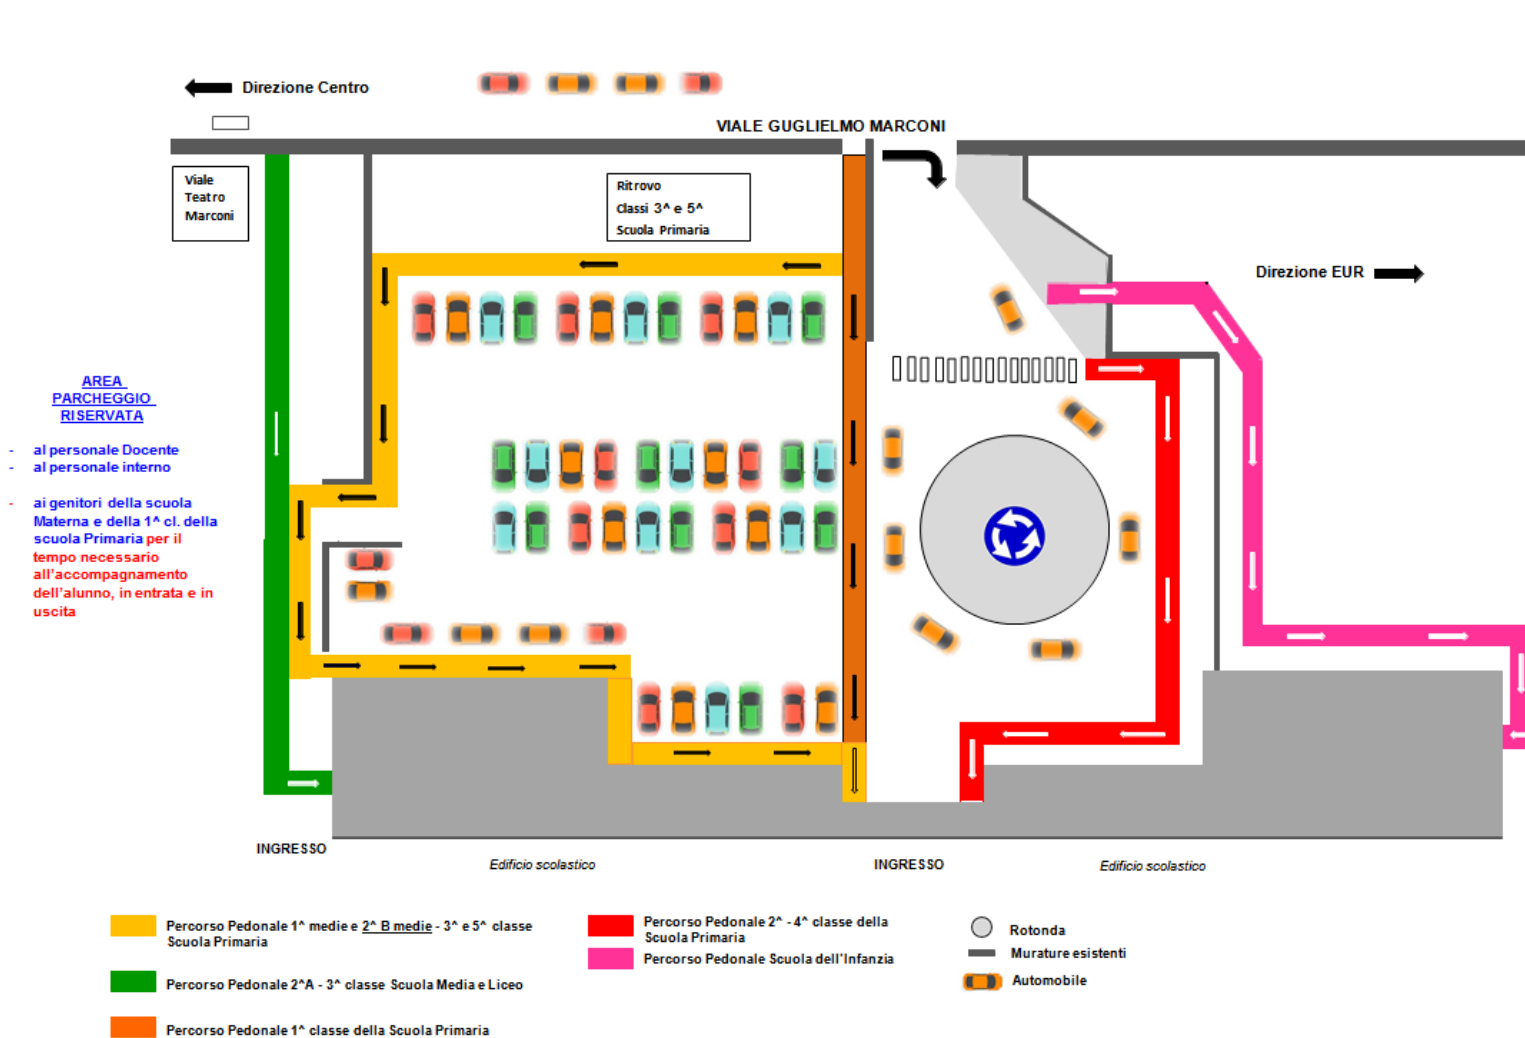 Direzione Centro
VIALE GUGLIELMO MARCONI
Viale
Teatro
Marconi
Ritrovo
Classi 3^ e 5^
Scuola Primaria
Direzione EUR
AREA
PARCHEGGIO
RISERVATA
- al personale Docente
- al personale interno
- ai genitori della scuola
Materna e della 1^ cl. della
scuola Primaria per il
tempo necessario
all'accompagnamento
dell'alunno, in entrata e in
uscita
INGRESSO
Edificio scolastico
INGRESSO
Edificio scolastico
Percorso Pedonale 1^ medie e 2^ B medie - 3^ e 5^ classe
Scuola Primaria
Percorso Pedonale 2^A - 3^ classe Scuola Media e Liceo
Percorso Pedonale 1^ classe della Scuola Primaria
Percorso Pedonale 2^ - 4^ classe della
Scuola Primaria
Percorso Pedonale Scuola dell'Infanzia
Rotonda
Murature esistenti
Automobile